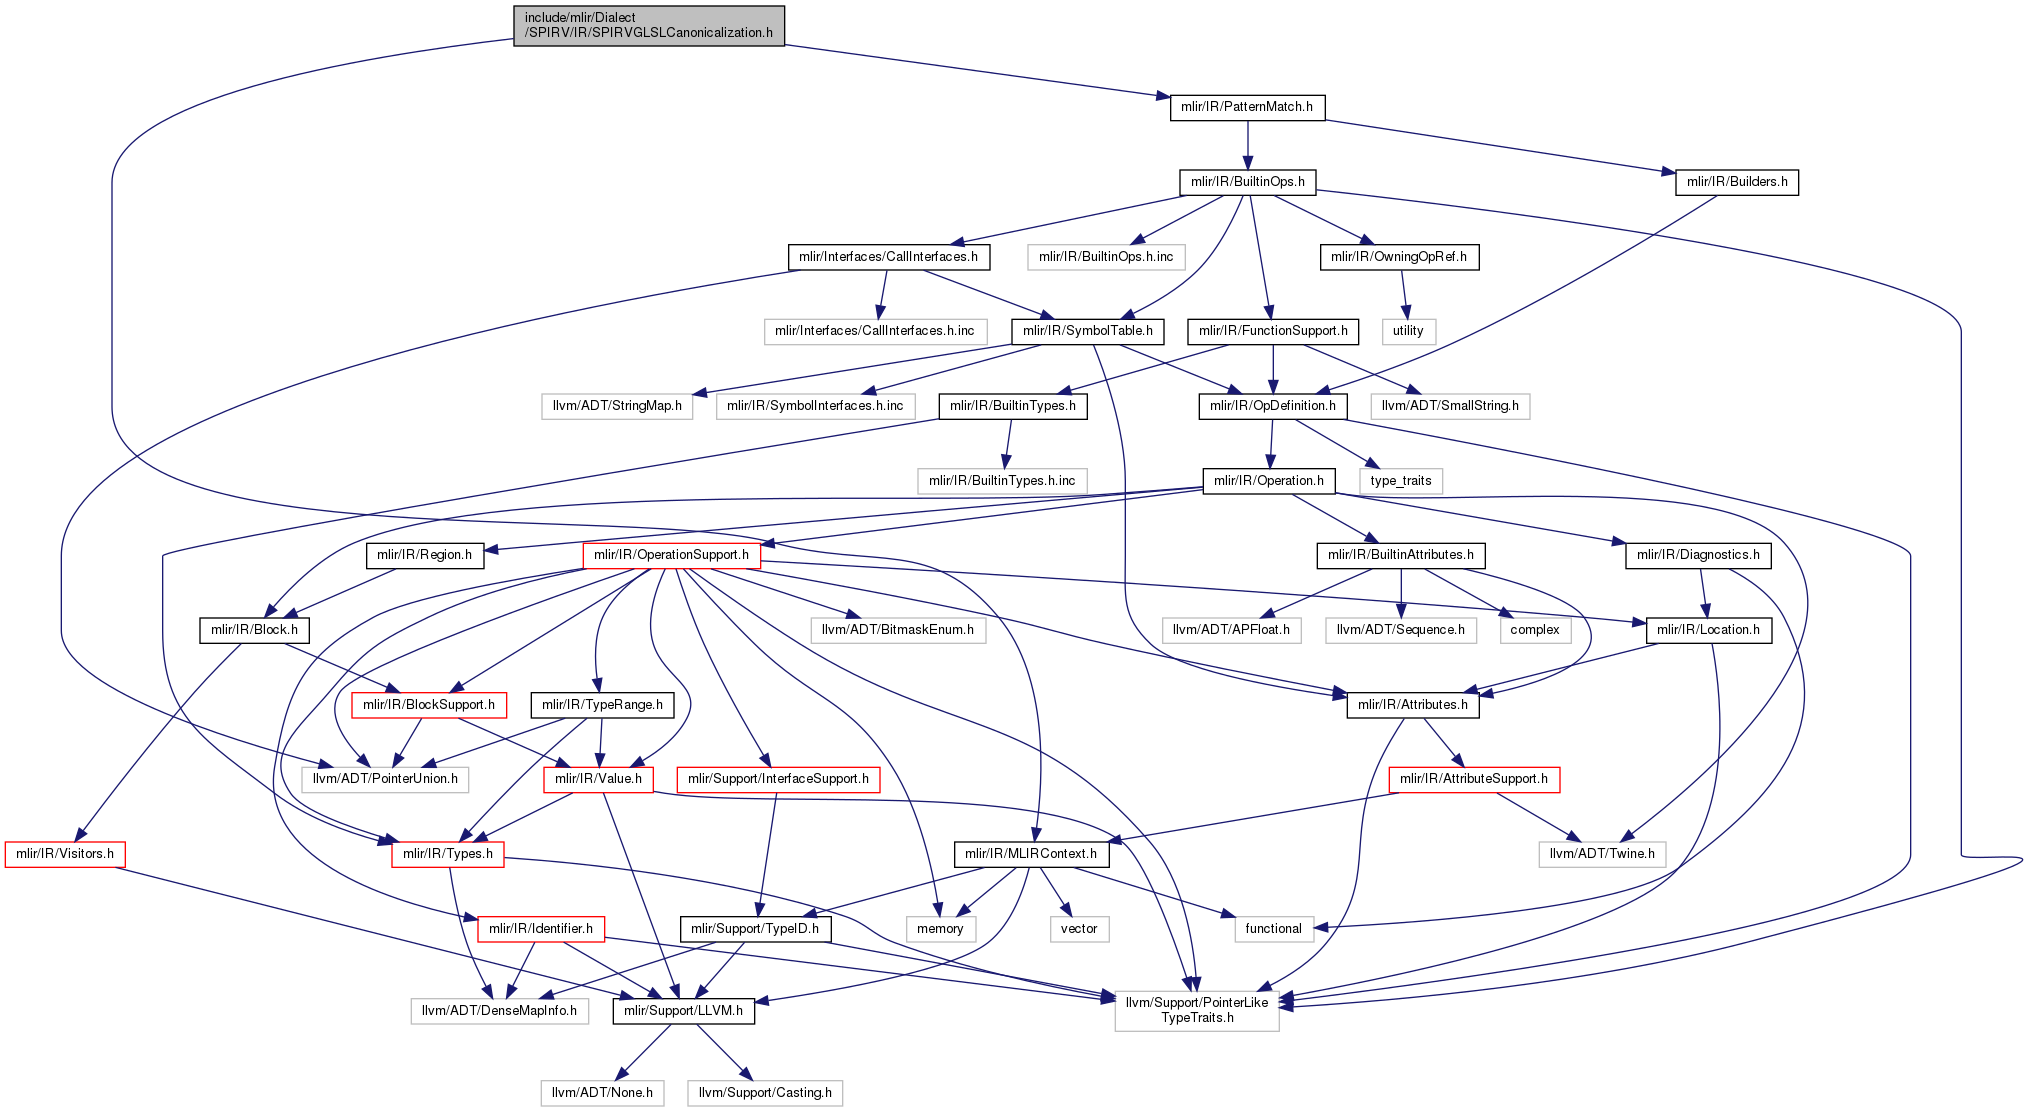 include/mlir/Dialect
/SPIRV/IR/SPIRVGLSLCanonicalization.h
mlir/IR/PatternMatch.h
mlir/IR/BuiltinOps.h
mlir/IR/Builders.h
mlir/Interfaces/CallInterfaces.h
mlir/IR/BuiltinOps.h.inc
mlir/IR/OwningOpRef.h
mlir/Interfaces/CallInterfaces.h.inc
mlir/IR/SymbolTable.h
mlir/IR/FunctionSupport.h
utility
llvm/ADT/StringMap.h
mlir/IR/SymbolInterfaces.h.inc
mlir/IR/BuiltinTypes.h
mlir/IR/OpDefinition.h
llvm/ADT/SmallString.h
mlir/IR/BuiltinTypes.h.inc
mlir/IR/Operation.h
type_traits
mlir/IR/Region.h
mlir/IR/OperationSupport.h
mlir/IR/BuiltinAttributes.h
mlir/IR/Diagnostics.h
mlir/IR/Block.h
llvm/ADT/BitmaskEnum.h
llvm/ADT/APFloat.h
llvm/ADT/Sequence.h
complex
mlir/IR/Location.h
mlir/IR/BlockSupport.h
mlir/IR/TypeRange.h
mlir/IR/Attributes.h
llvm/ADT/PointerUnion.h
mlir/IR/Value.h
mlir/Support/InterfaceSupport.h
mlir/IR/AttributeSupport.h
mlir/IR/Visitors.h
mlir/IR/Types.h
mlir/IR/MLIRContext.h
llvm/ADT/Twine.h
mlir/IR/Identifier.h
mlir/Support/TypeID.h
memory
vector
functional
llvm/ADT/DenseMapInfo.h
mlir/Support/LLVM.h
llvm/Support/PointerLike
TypeTraits.h
llvm/ADT/None.h
llvm/Support/Casting.h